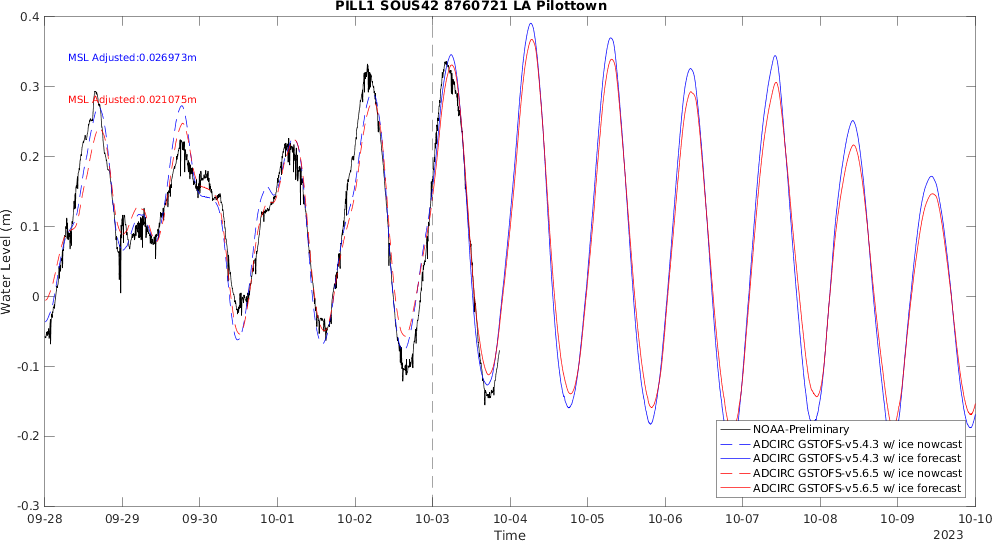 PILL1 SOUS42 8760721 LA Pilottown
MSL Adjusted:0.026973m
MSL Adjusted:0.021075m
Water Level (m)
0.4
0.3
0.2
0.1
0
-0.1
-0.2
-0.3
NOAA-Preliminary
ADCIRC GSTOFS-v5.4.3 w/ ice nowcast
ADCIRC GSTOFS-v5.4.3 w/ ice forecast
ADCIRC GSTOFS-v5.6.5 w/ ice nowcast
ADCIRC GSTOFS-v5.6.5 w/ ice forecast
09-28 09-29 09-30 10-01 10-02 10-03 10-04 10-05 10-06 10-07 10-08 10-09 10-10
Time
2023